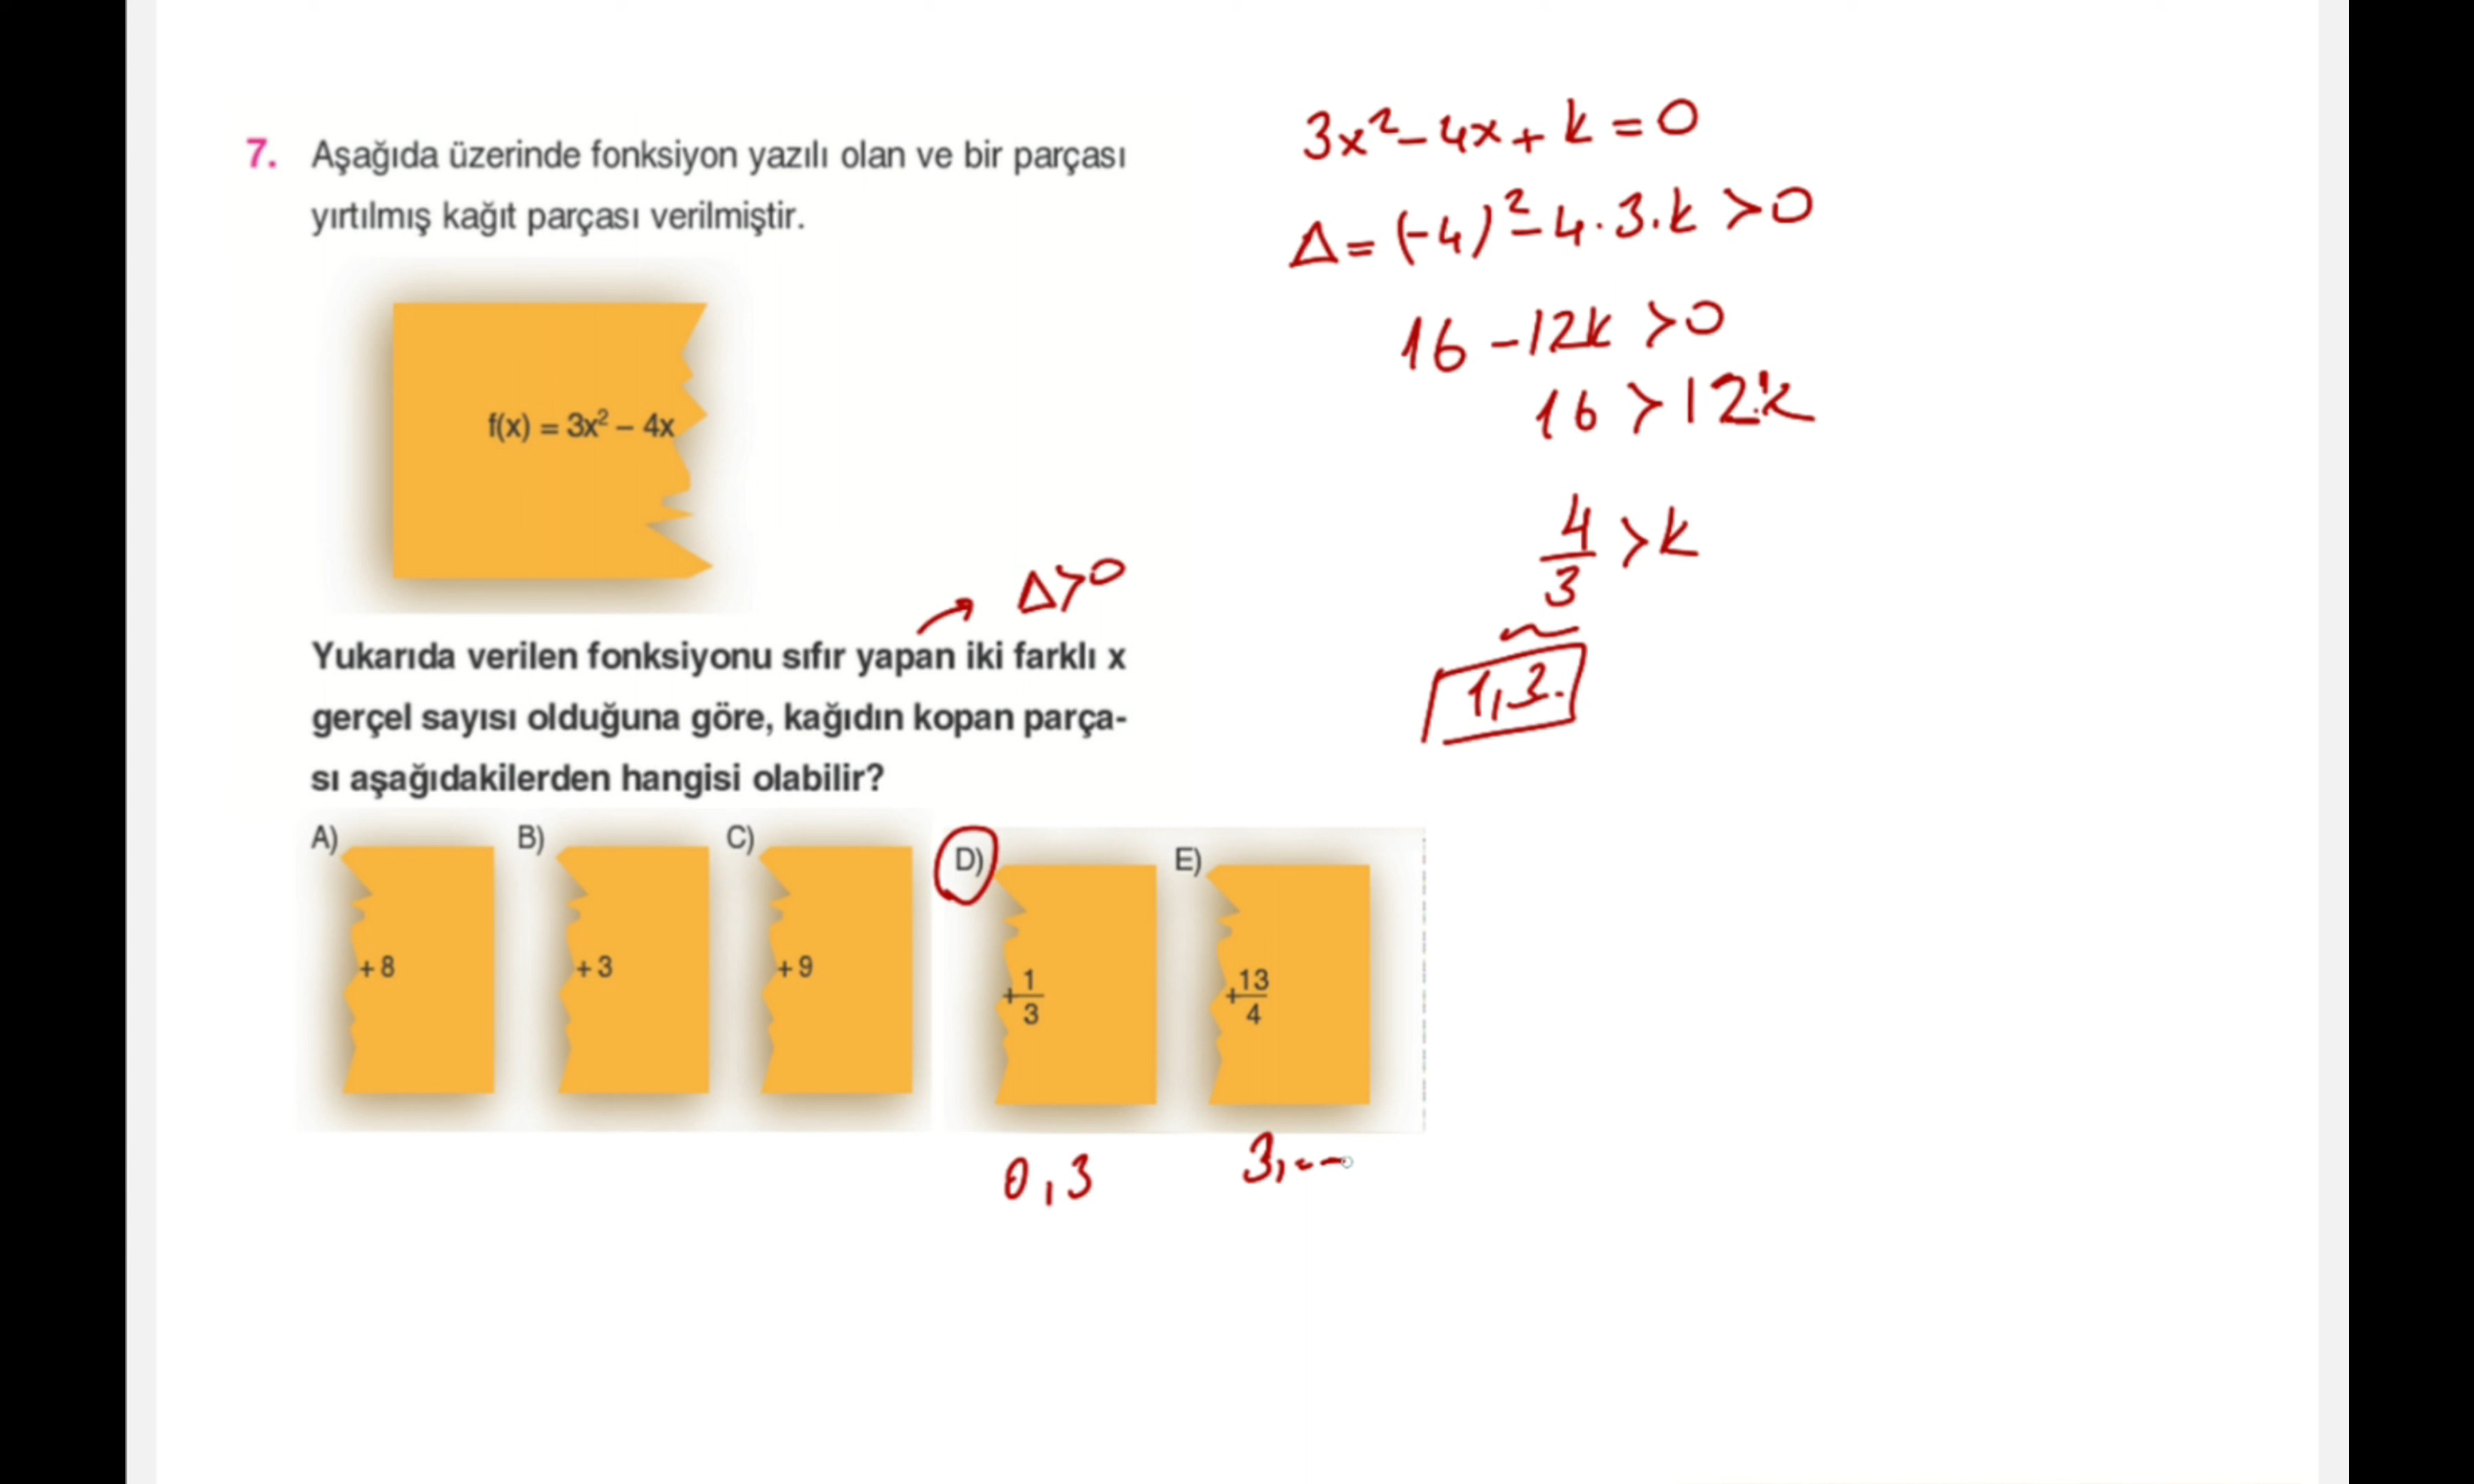 7. Aşağıda üzerinde fonksiyon yazılı olan ve bir parçası
yırtılmış kağıt parçası verilmiştir.
f(x) = 3x² – 4x
Δ>0
Yukarıda verilen fonksiyonu sıfır yapan iki farklı x
gerçel sayısı olduğuna göre, kağıdın kopan parça-
sı aşağıdakilerden hangisi olabilir?
A) + 8
B) + 3
C) + 9
D) + 1/3
E) + 13/4
0,3
3,---
3x² - 4x + k = 0
Δ = (-4)² - 4·3·k > 0
16 - 12k > 0
16 > 12k
4/3 > k
1,3.